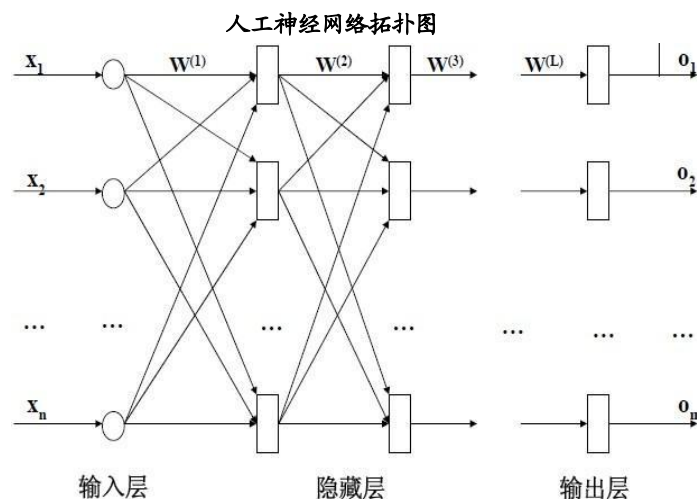 人工神经网络拓扑图
X₁ W⁽¹⁾ W⁽²⁾ W⁽³⁾ W⁽ᴸ⁾ o₁
X₂ o₂
... ... ... ... ... ... ...
Xₙ oₙ
输入层 隐藏层 输出层